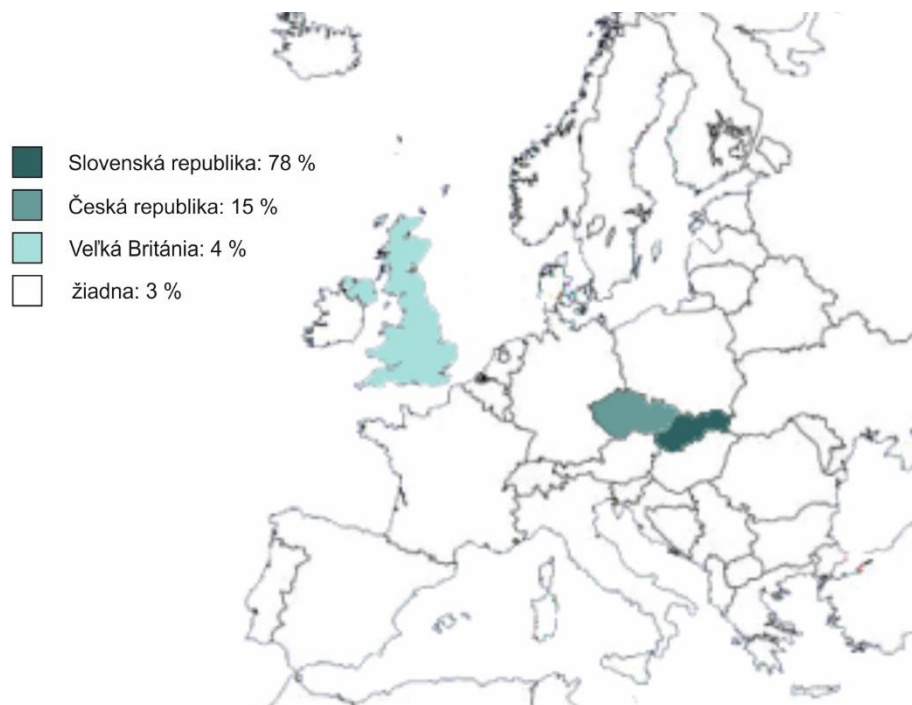 Slovenská republika: 78 %
Česká republika: 15 %
Veľká Británia: 4 %
žiadna: 3 %